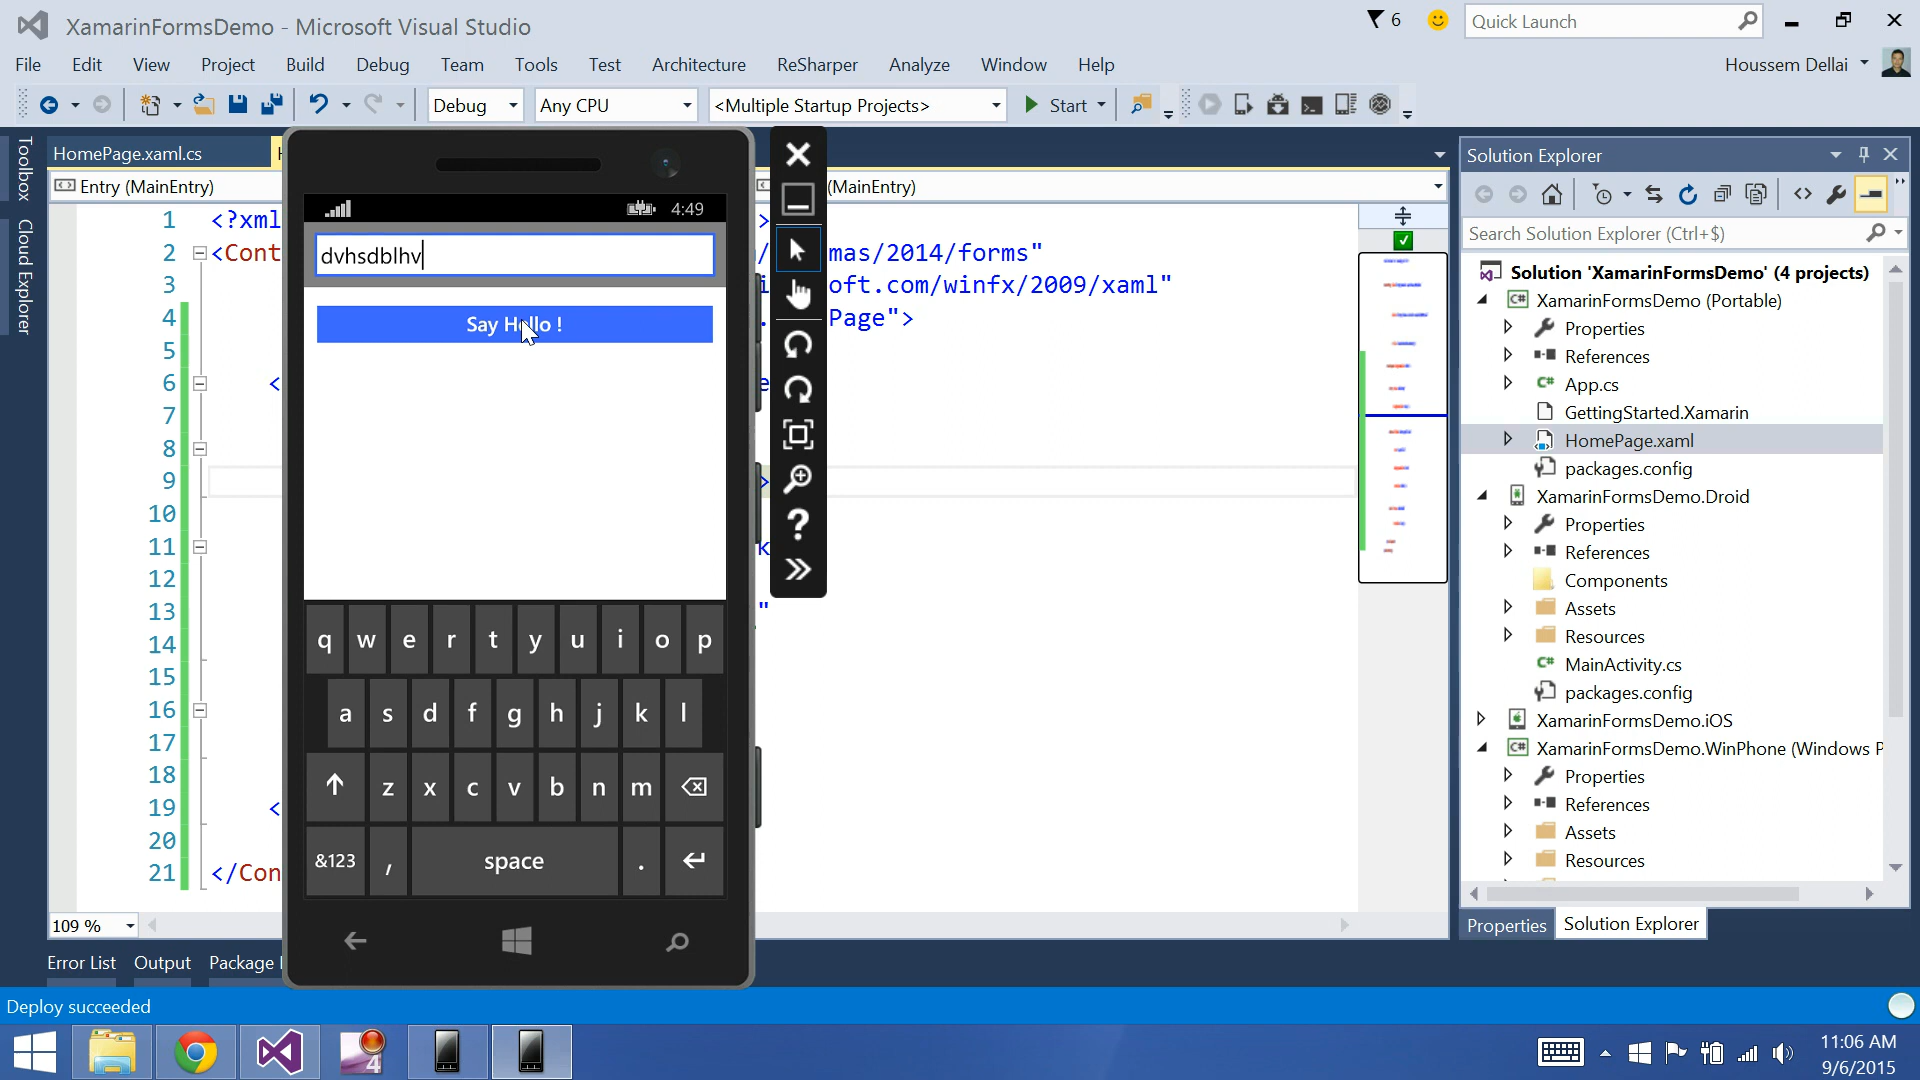 XamarinFormsDemo - Microsoft Visual Studio
6
Quick Launch
File Edit View Project Build Debug Team Tools Test Architecture ReSharper Analyze Window Help
Houssem Dellai
Debug
Any CPU
<Multiple Startup Projects>
Start
Toolbox
Cloud Explorer
HomePage.xaml.cs
Entry (MainEntry)
(MainEntry)
1 <?xml >
2 <Cont /mas/2014/forms"
3 oft.com/winfx/2009/xaml"
4 .Page">
5
6 < e
7
8
9 >
10
11 k
12
13 "
14
15
16
17
18
19 <
20
21 </Con
4:49
dvhsdblhv
Say Hello !
q w e r t y u i o p
a s d f g h j k l
z x c v b n m
&123 , space .
109 %
Error List Output Package
Deploy succeeded
Solution Explorer
Search Solution Explorer (Ctrl+$)
Solution 'XamarinFormsDemo' (4 projects)
XamarinFormsDemo (Portable)
Properties
References
App.cs
GettingStarted.Xamarin
HomePage.xaml
packages.config
XamarinFormsDemo.Droid
Properties
References
Components
Assets
Resources
MainActivity.cs
packages.config
XamarinFormsDemo.iOS
XamarinFormsDemo.WinPhone (Windows P
Properties
References
Assets
Resources
Properties Solution Explorer
4
11:06 AM
9/6/2015